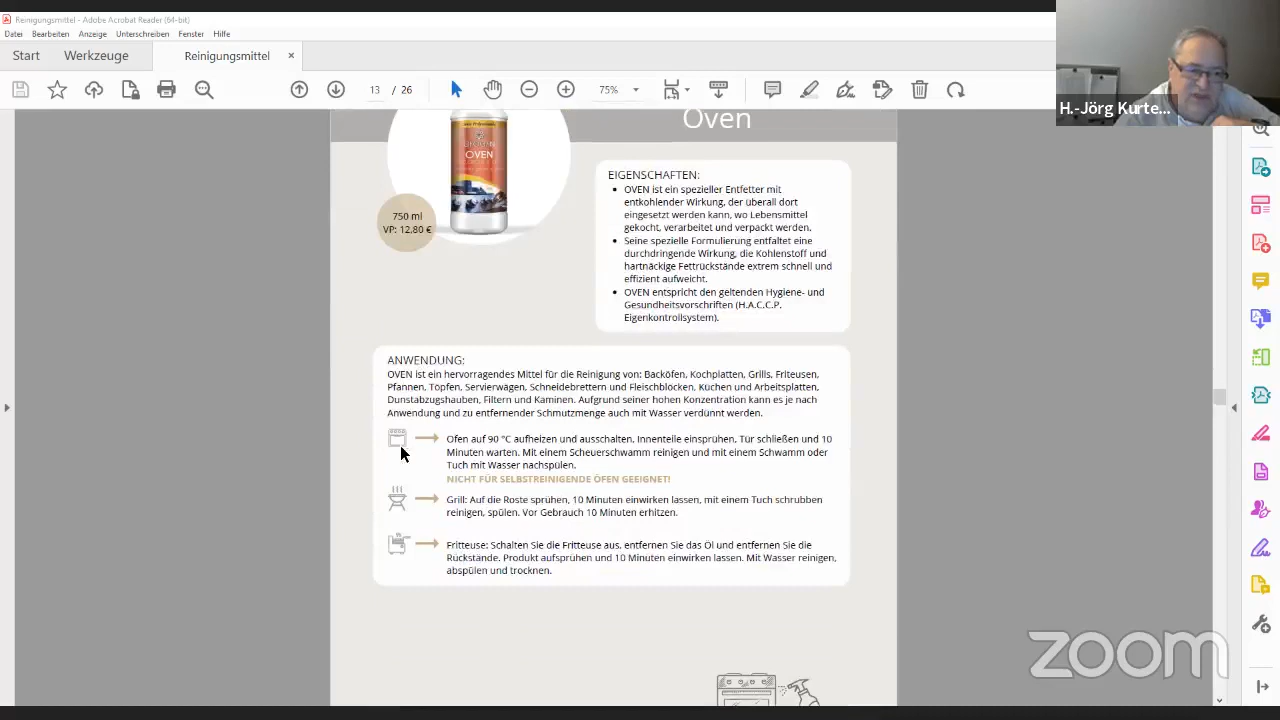 Reinigungsmittel - Adobe Acrobat Reader (64-bit)
Datei Bearbeiten Anzeige Unterschreiben Fenster Hilfe
Start Werkzeuge Reinigungsmittel ×
13 / 26 75%
H.-Jörg Kurte...
Oven
OVEN
750 ml
VP: 12.80 €
EIGENSCHAFTEN:
• OVEN ist ein spezieller Entfetter mit
entkohlender Wirkung, der überall dort
eingesetzt werden kann, wo Lebensmittel
gekocht, verarbeitet und verpackt werden.
• Seine spezielle Formulierung entfaltet eine
durchdringende Wirkung, die Kohlenstoff und
hartnäckige Fettrückstände extrem schnell und
effizient aufweicht.
• OVEN entspricht den geltenden Hygiene- und
Gesundheitsvorschriften (H.A.C.C.P.
Eigenkontrollsystem).
ANWENDUNG:
OVEN ist ein hervorragendes Mittel für die Reinigung von: Backöfen, Kochplatten, Grills, Friteusen,
Pfannen, Töpfen, Servierwägen, Schneidebrettern und Fleischblöcken, Küchen und Arbeitsplatten,
Dunstabzugshauben, Filtern und Kaminen. Aufgrund seiner hohen Konzentration kann es je nach
Anwendung und zu entfernender Schmutzmenge auch mit Wasser verdünnt werden.
Ofen auf 90 °C aufheizen und ausschalten. Innenteile einsprühen, Tür schließen und 10
Minuten warten. Mit einem Scheuerschwamm reinigen und mit einem Schwamm oder
Tuch mit Wasser nachspülen.
NICHT FÜR SELBSTREINIGENDE ÖFEN GEEIGNET!
Grill: Auf die Roste sprühen, 10 Minuten einwirken lassen, mit einem Tuch schrubben
reinigen, spülen. Vor Gebrauch 10 Minuten erhitzen.
Fritteuse: Schalten Sie die Fritteuse aus, entfernen Sie das Öl und entfernen Sie die
Rückstände. Produkt aufsprühen und 10 Minuten einwirken lassen. Mit Wasser reinigen,
abspülen und trocknen.
zoom